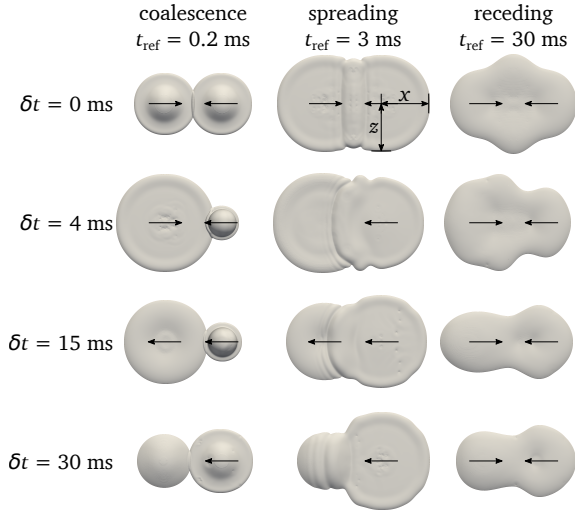 coalescence spreading receding
t_ref = 0.2 ms t_ref = 3 ms t_ref = 30 ms
δt = 0 ms
x
z
δt = 4 ms
δt = 15 ms
δt = 30 ms